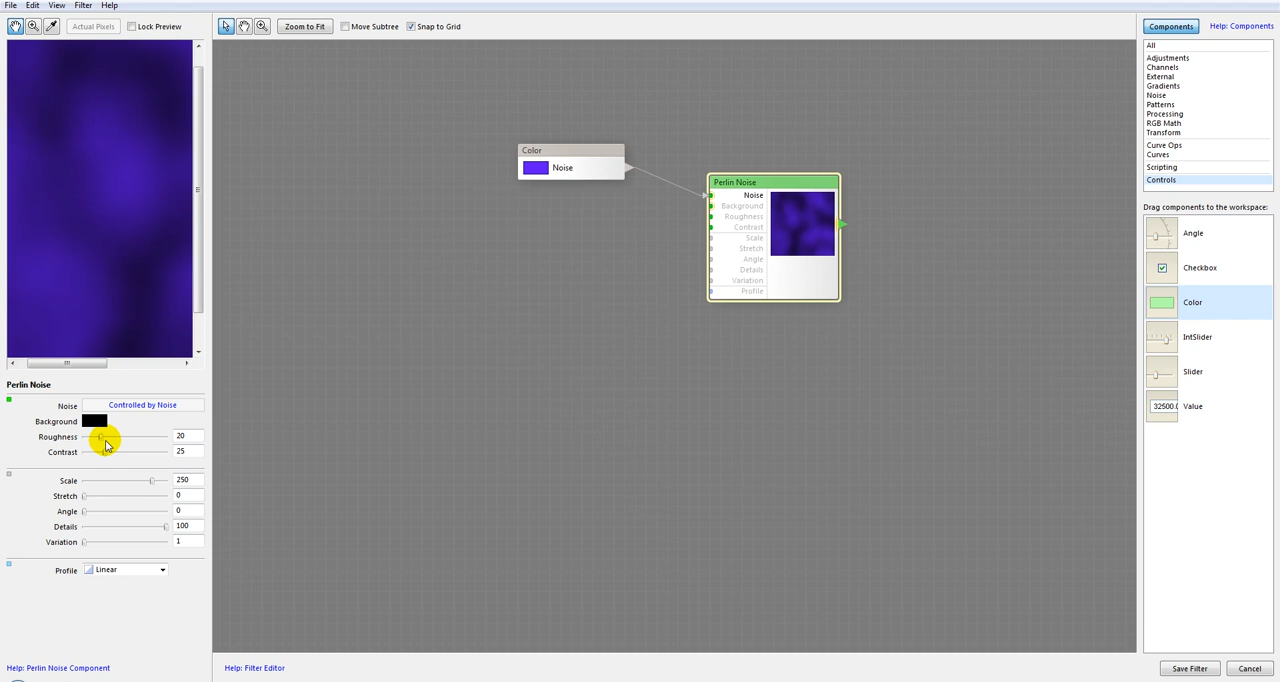 File Edit View Filter Help
Actual Pixels Lock Preview Zoom to Fit Move Subtree Snap to Grid Components Help: Components
All
Adjustments
Channels
External
Gradients
Noise
Patterns
Processing
RGB Math
Transform
Curve Ops
Curves
Scripting
Controls
Drag components to the workspace:
Angle
Checkbox
Color
IntSlider
Slider
32500.0 Value
Color
Noise
Perlin Noise
Noise
Background
Roughness
Contrast
Scale
Stretch
Angle
Details
Variation
Profile
Perlin Noise
Noise Controlled by Noise
Background
Roughness 20
Contrast 25
Scale 250
Stretch 0
Angle 0
Details 100
Variation 1
Profile Linear
Help: Perlin Noise Component
Help: Filter Editor
Save Filter Cancel